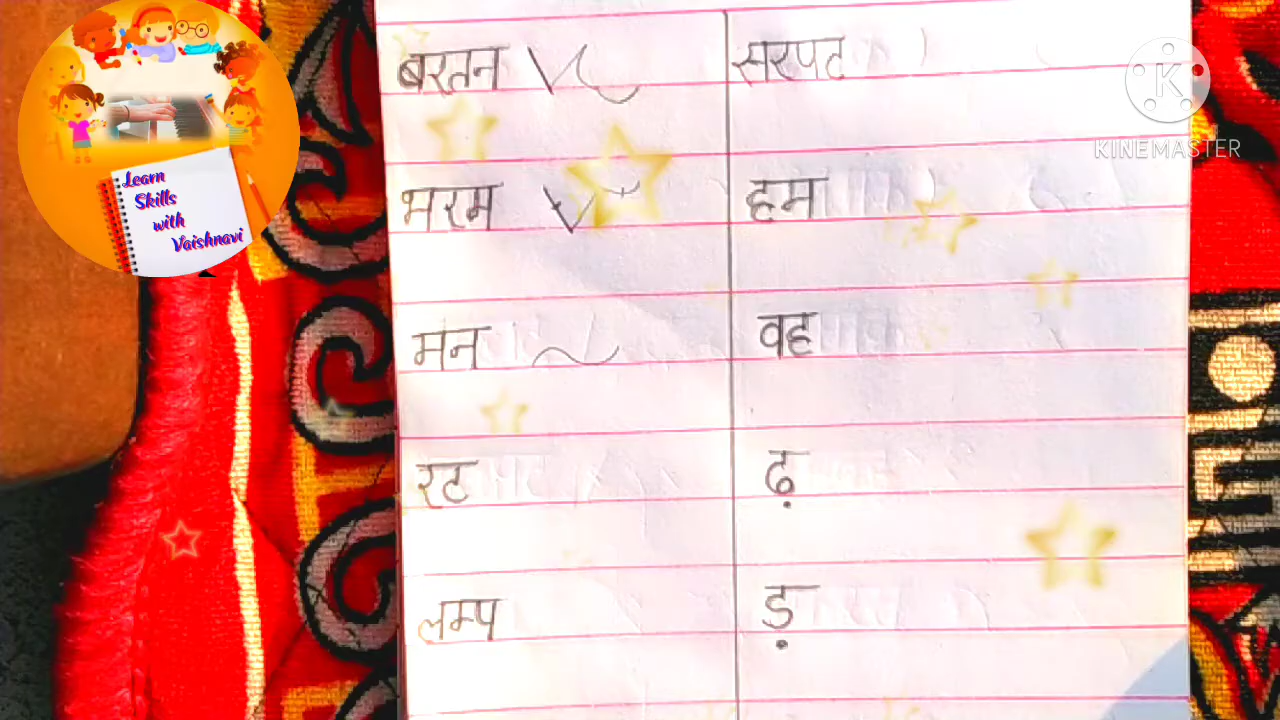 Learn
Skills
with
Vaishnavi
KINEMASTER
बरतन सरपट
भरम हम
मन वह
रट ढ़
लम्प ड़